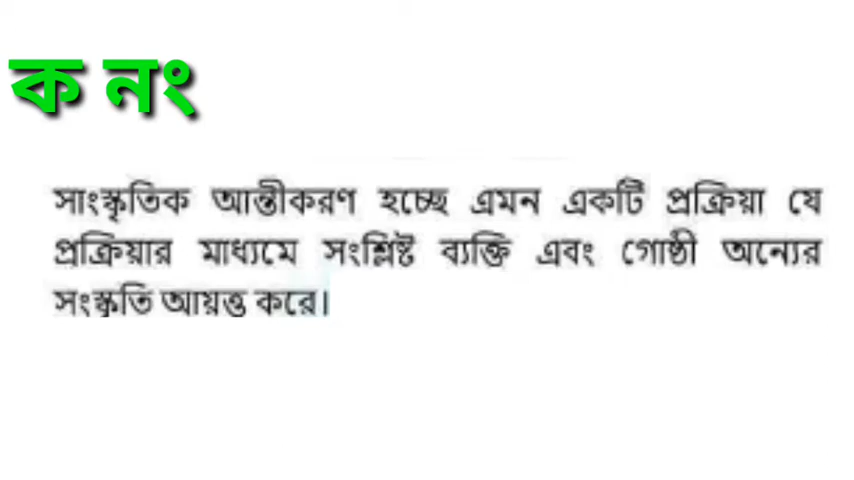 ক নং
সাংস্কৃতিক আত্তীকরণ হচ্ছে এমন একটি প্রক্রিয়া যে
প্রক্রিয়ার মাধ্যমে সংশ্লিষ্ট ব্যক্তি এবং গোষ্ঠী অন্যের
সংস্কৃতি আয়ত্ত করে।